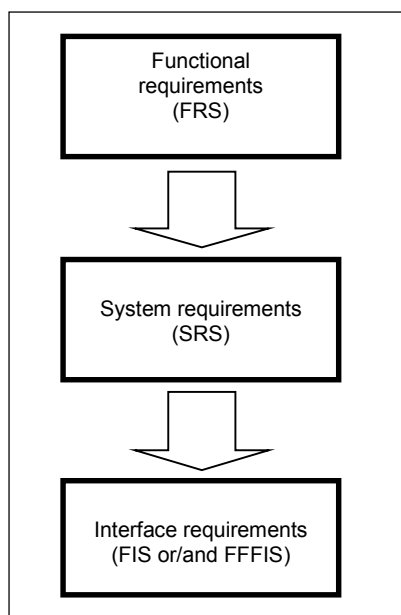 Functional
requirements
(FRS)
System requirements
(SRS)
Interface requirements
(FIS or/and FFFIS)